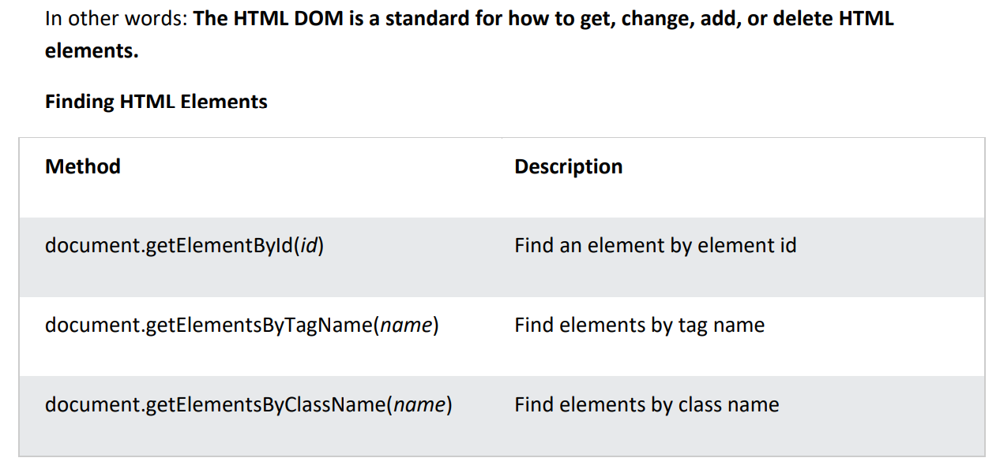 In other words: The HTML DOM is a standard for how to get, change, add, or delete HTML
elements.
Finding HTML Elements
Method Description
document.getElementById(id) Find an element by element id
document.getElementsByTagName(name) Find elements by tag name
document.getElementsByClassName(name) Find elements by class name